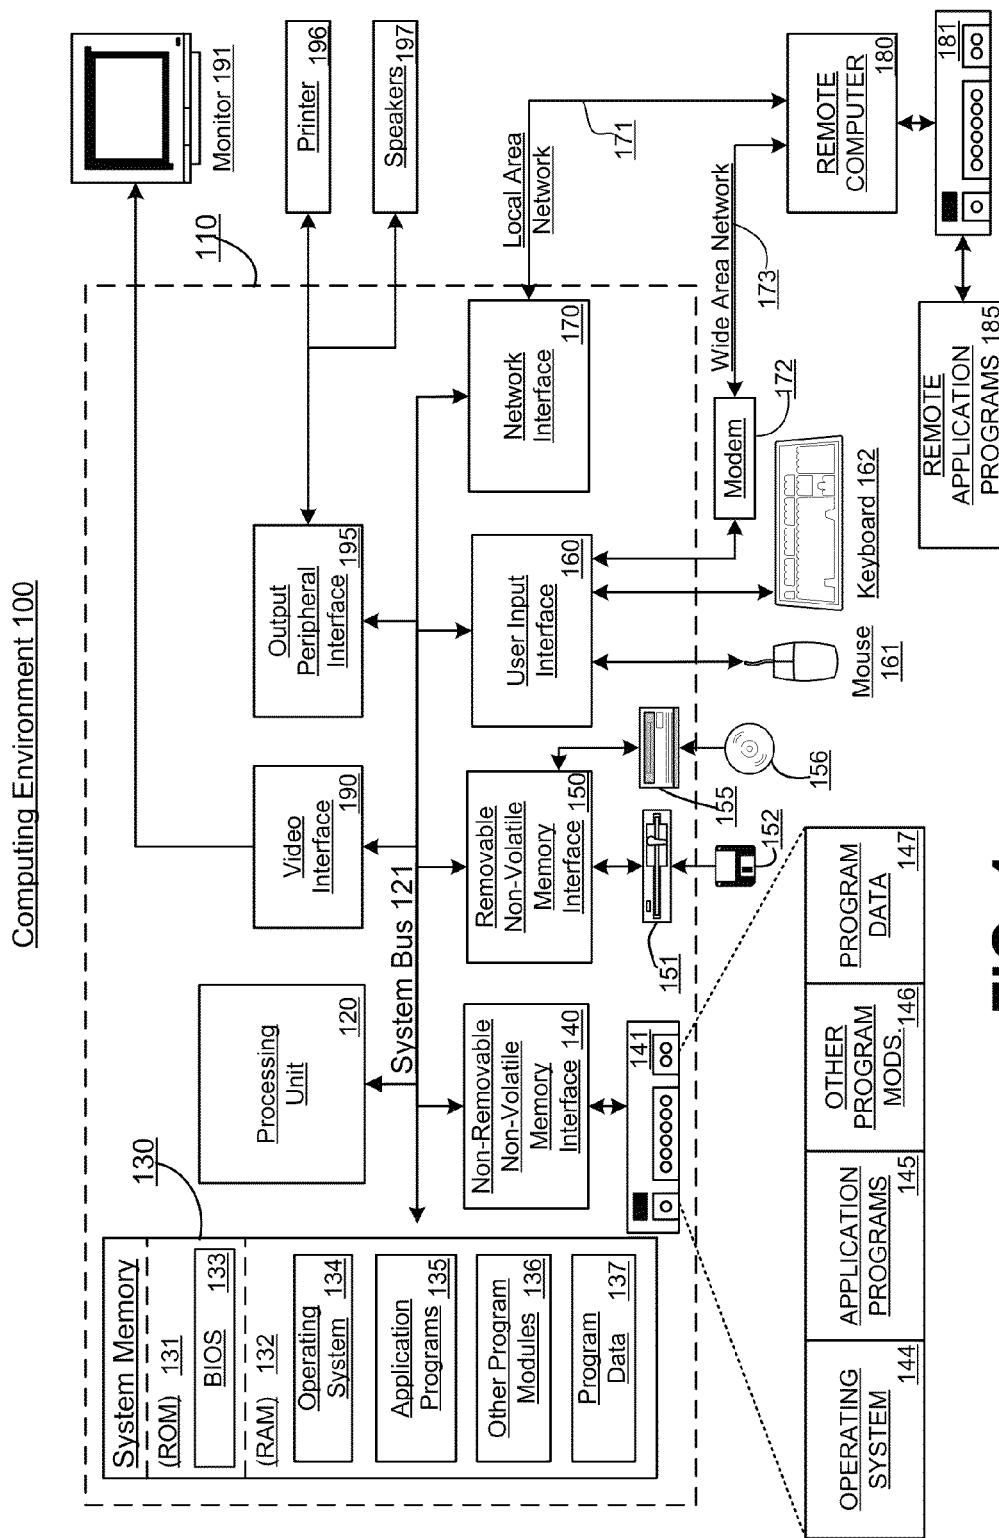 Computing Environment 100
System Memory
(ROM) 131
BIOS 133
(RAM) 132
Operating
System 134
Application
Programs 135
Other Program
Modules 136
Program
Data 137
130
Processing
Unit
120
System Bus 121
Video
Interface
190
Output
Peripheral
Interface 195
110
Monitor 191
Printer
196
Speakers
197
Non-Removable
Non-Volatile
Memory
Interface 140
Removable
Non-Volatile
Memory
Interface 150
User Input
Interface
160
Network
Interface
170
Local Area
Network
171
Wide Area Network
173
Modem
172
141
151
152
155
156
Mouse
161
Keyboard 162
REMOTE
COMPUTER
180
181
REMOTE
APPLICATION
PROGRAMS 185
OPERATING
SYSTEM 144
APPLICATION
PROGRAMS
145
OTHER
PROGRAM
MODS. 146
PROGRAM
DATA
147